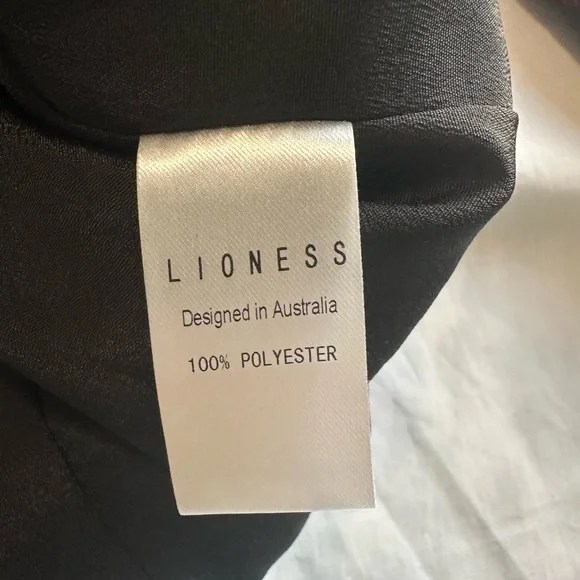 LIONESS
Designed in Australia
100% POLYESTER